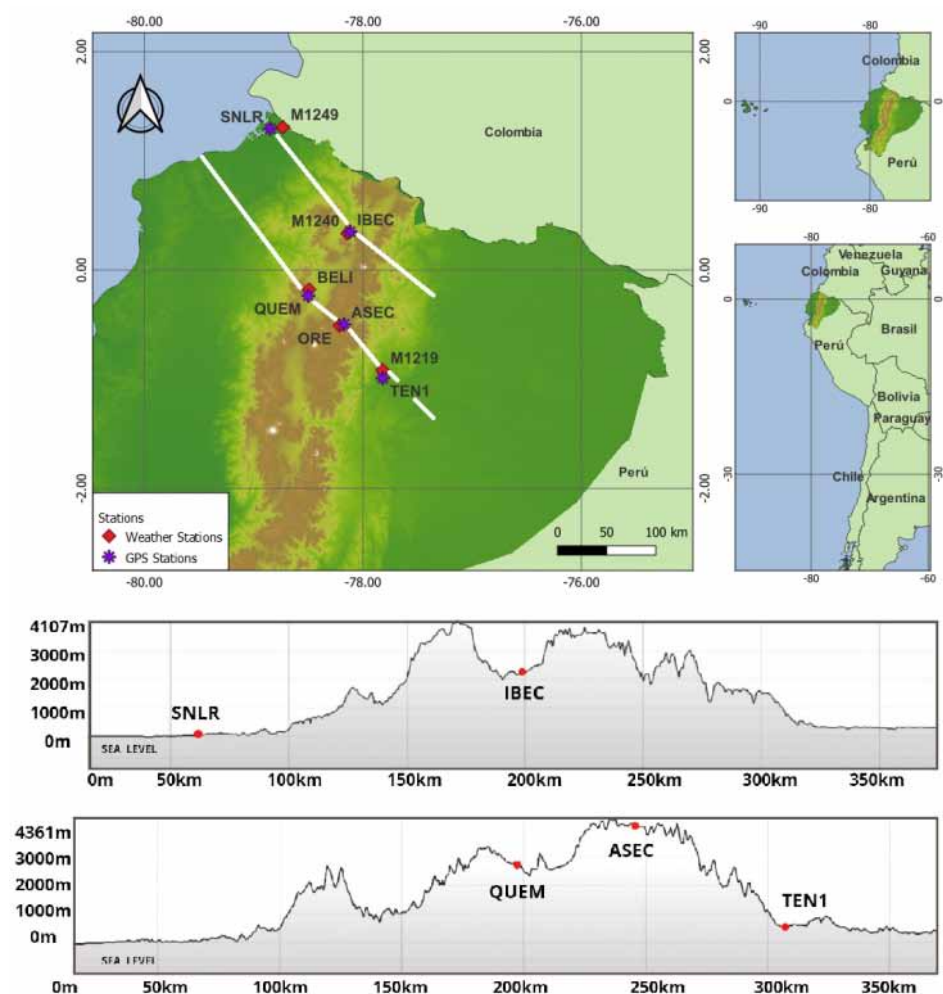 -80.00 -78.00 -76.00
2.00
SNLR M1249
Colombia
M1240 IBEC
0.00
BELI
QUEM ASEC
ORE
M1219
TEN1
Perú
-2.00
-2.00
Stations
Weather Stations
GPS Stations
0 50 100 km
-80.00 -78.00 -76.00
-90 -80
Colombia
0 0
Perú
-90 -80
-80 -60
Venezuela
Colombia Guyana
0 0
Perú
Brasil
Bolivia
Paraguay
-30 -30
Chile
Argentina
-80 -60
4107m
3000m
2000m
1000m
0m
SNLR
IBEC
SEA LEVEL
0m 50km 100km 150km 200km 250km 300km 350km
4361m
3000m
2000m
1000m
0m
QUEM
ASEC
TEN1
SEA LEVEL
0m 50km 100km 150km 200km 250km 300km 350km